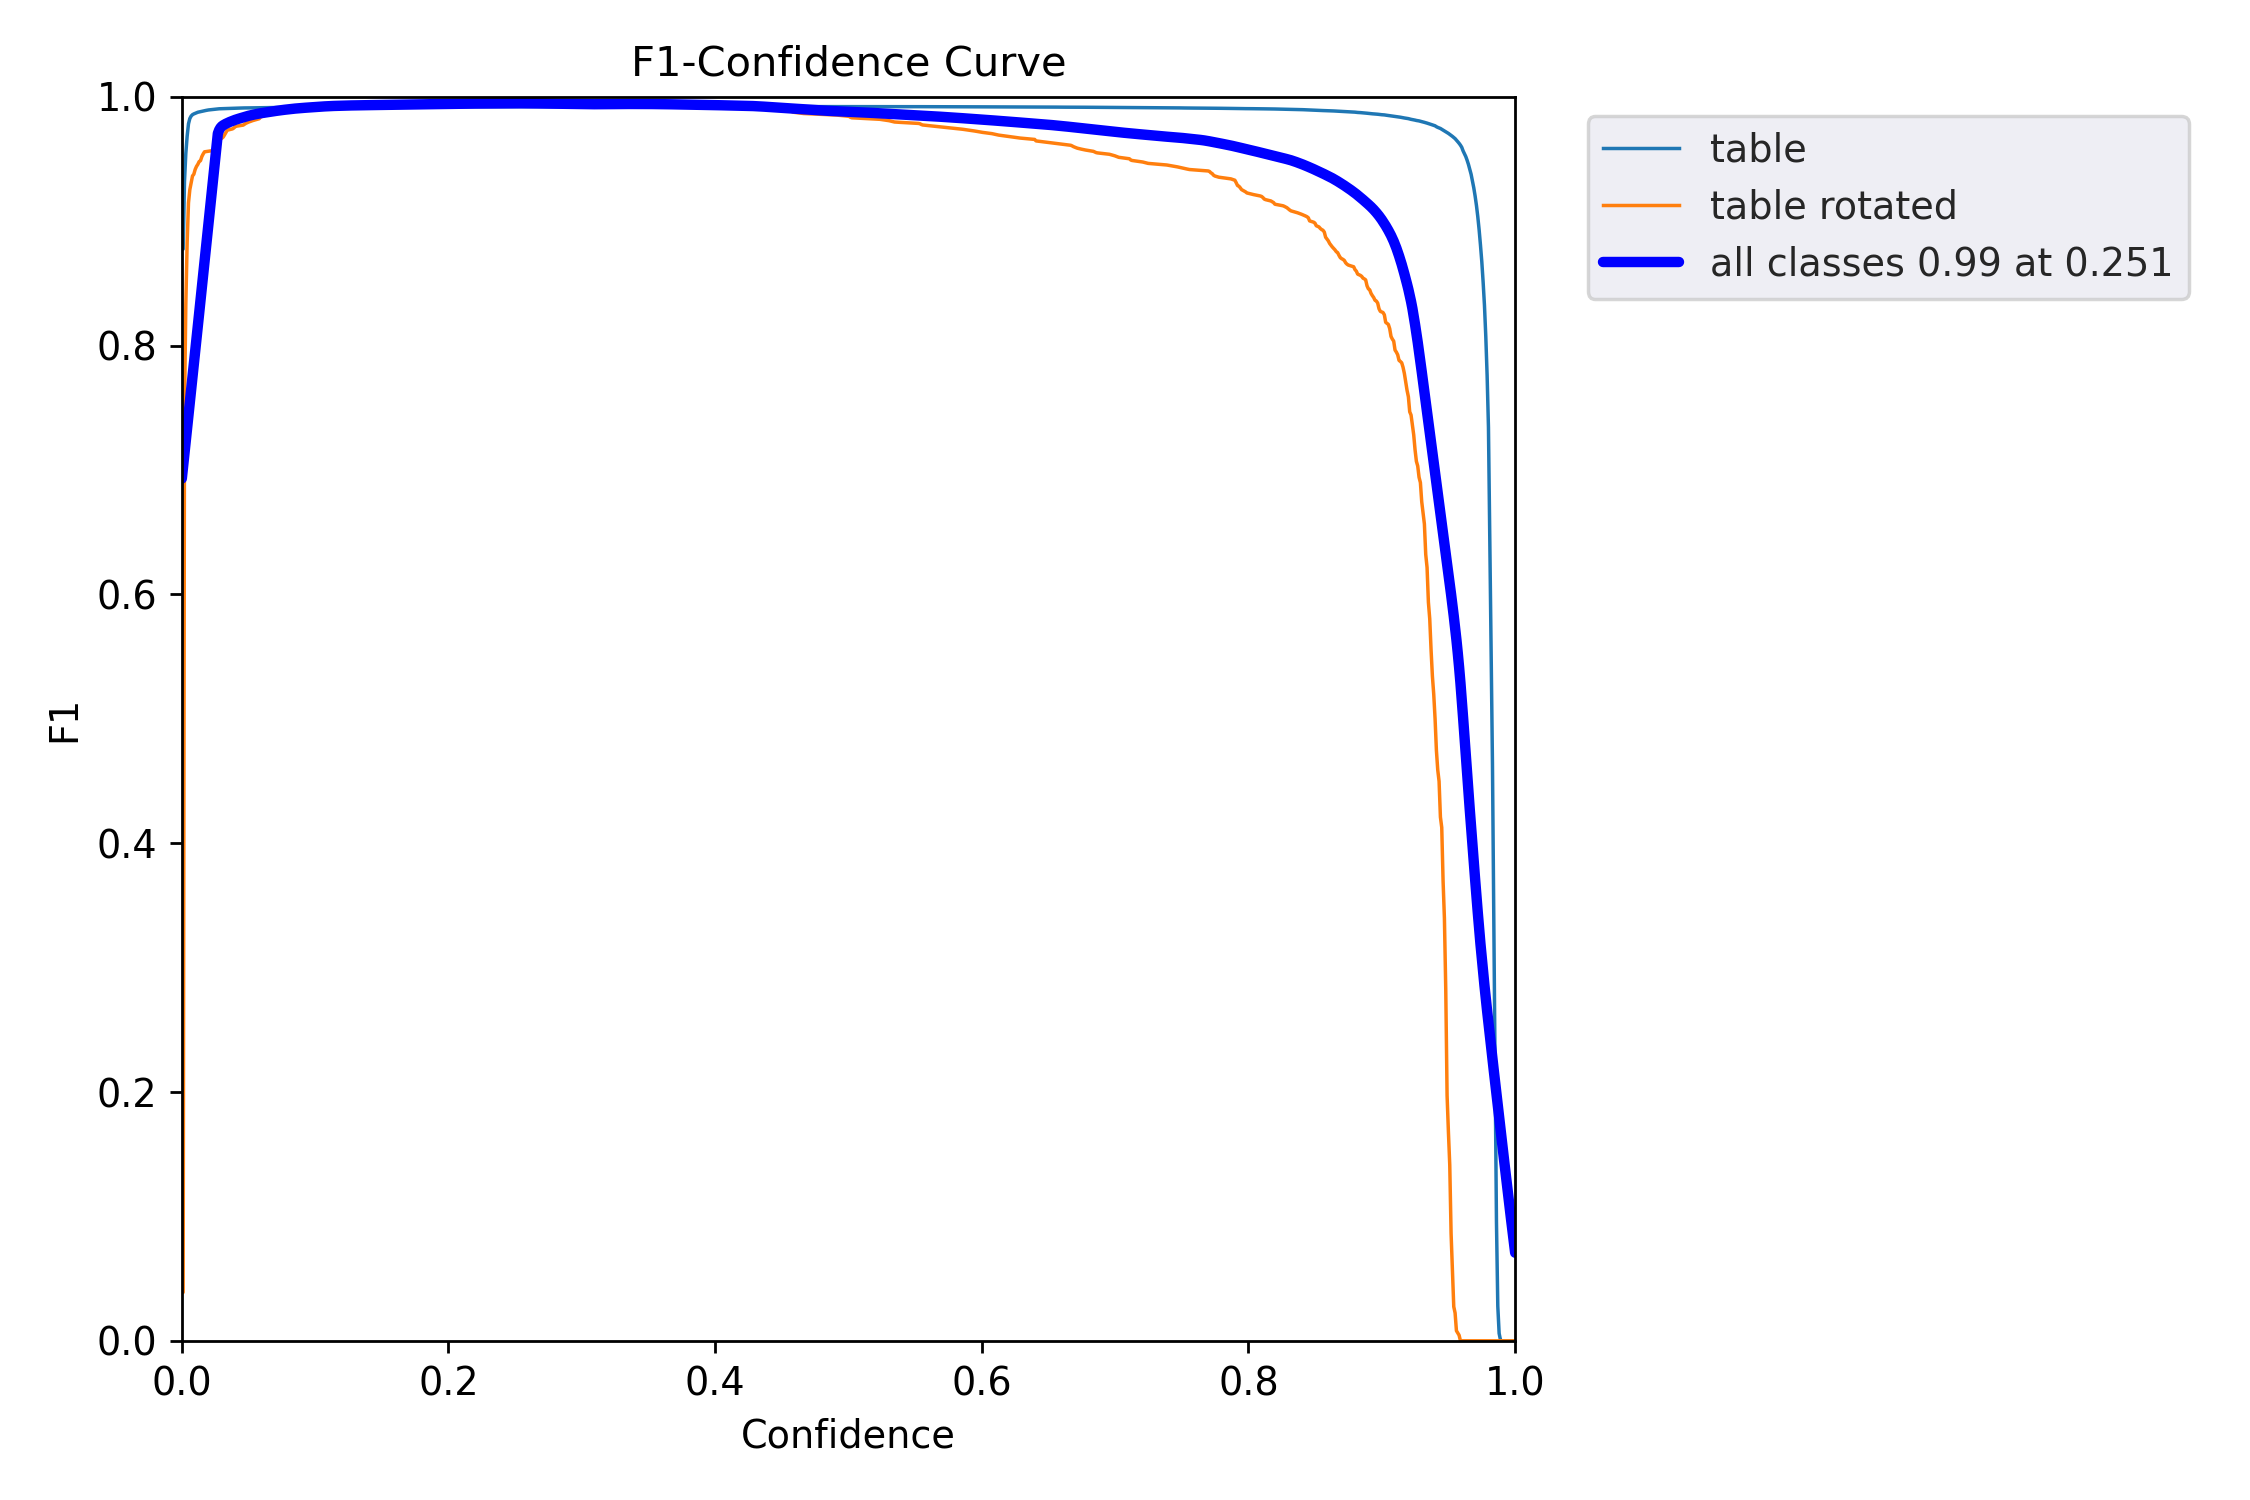 F1-Confidence Curve
table
table rotated
all classes 0.99 at 0.251
F1
1.0
0.8
0.6
0.4
0.2
0.0
0.0 0.2 0.4 0.6 0.8 1.0
Confidence